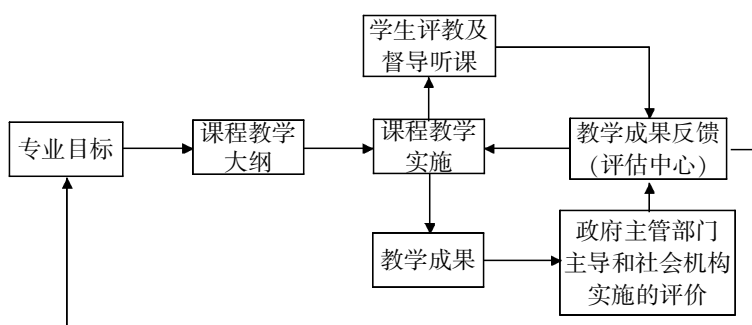 学生评教及
督导听课
专业目标
课程教学
大纲
课程教学
实施
教学成果反馈
(评估中心)
教学成果
政府主管部门
主导和社会机构
实施的评价